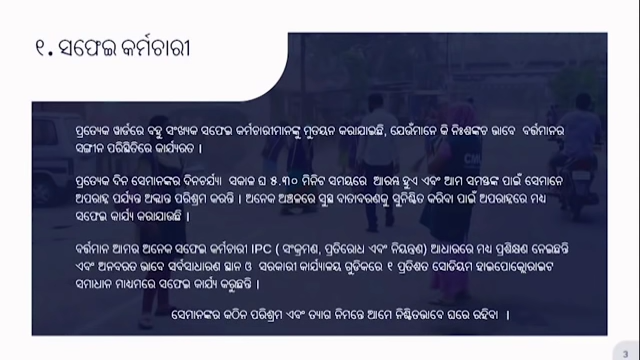 ୧. ସଫେଇ କର୍ମଚାରୀ
ପ୍ରତ୍ୟେକ ୱାର୍ଡରେ ବହୁ ସଂଖ୍ୟକ ସଫେଇ କର୍ମଚାରୀମାନଙ୍କୁ ମୁତୟନ କରାଯାଇଛି, ଯେଉଁମାନେ କି ନିଃଶଙ୍କଚ ଭାବେ ବର୍ତ୍ତମାନର
ସଙ୍ଗୀନ ପରିସ୍ଥିତିରେ କାର୍ଯ୍ୟରତ ।
ପ୍ରତ୍ୟେକ ଦିନ ସେମାନଙ୍କର ଦିନଚର୍ଯ୍ୟା ସକାଳ ଘ ୫.୩୦ ମିନିଟ ସମୟରେ ଆରମ୍ଭ ହୁଏ ଏବଂ ଆମ ସମସ୍ତଙ୍କ ପାଇଁ ସେମାନେ
ଅପରାହ୍ନ ପର୍ଯ୍ୟନ୍ତ ଅକ୍ଳାନ୍ତ ପରିଶ୍ରମ କରନ୍ତି । ଅନେକ ଅଞ୍ଚଳରେ ସୁସ୍ଥ ବାତାବରଣକୁ ସୁନିଶ୍ଚିତ କରିବା ପାଇଁ ଅପରାହ୍ନରେ ମଧ୍ୟ
ସଫେଇ କାର୍ଯ୍ୟ କରାଯାଉଛି ।
ବର୍ତ୍ତମାନ ଆମର ଅନେକ ସଫେଇ କର୍ମଚାରୀ IPC ( ସଂକ୍ରମଣ, ପ୍ରତିରୋଧ ଏବଂ ନିୟନ୍ତ୍ରଣ) ଆଧାରରେ ମଧ୍ୟ ପ୍ରଶିକ୍ଷଣ ନେଇଛନ୍ତି
ଏବଂ ଅନବରତ ଭାବେ ସର୍ବସାଧାରଣ ସ୍ଥାନ ଓ ସରକାରୀ କାର୍ଯ୍ୟାଳୟ ଗୁଡିକରେ ୧ ପ୍ରତିଶତ ସୋଡିୟମ ହାଇପୋକ୍ଲୋରାଇଟ
ସମାଧାନ ମାଧ୍ୟମରେ ସଫେଇ କାର୍ଯ୍ୟ କରୁଛନ୍ତି ।
ସେମାନଙ୍କର କଠିନ ପରିଶ୍ରମ ଏବଂ ତ୍ୟାଗ ନିମନ୍ତେ ଆମେ ନିଶ୍ଚିତଭାବେ ଘରେ ରହିବା ।
3